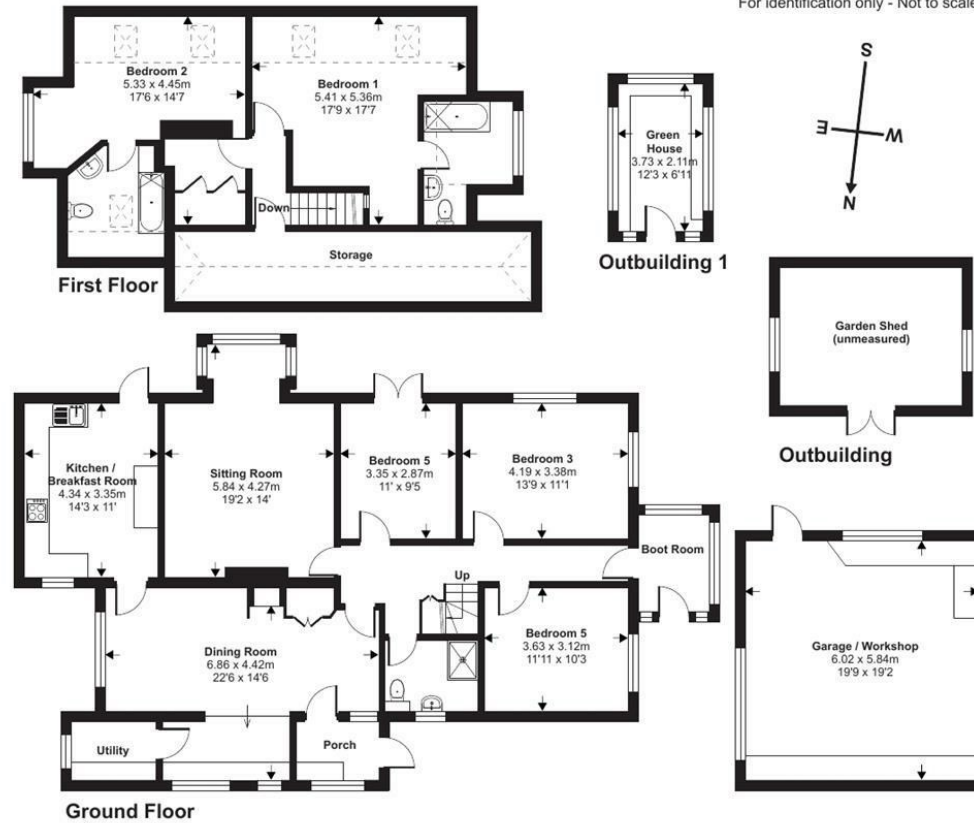 For identification only - Not to scale
Bedroom 2
5.33 x 4.45m
17'6 x 14'7
Bedroom 1
5.41 x 5.36m
17'9 x 17'7
Down
Storage
First Floor
Green
House
3.73 x 2.11m
12'3 x 6'11
Outbuilding 1
S
E
W
N
Garden Shed
(unmeasured)
Outbuilding
Kitchen /
Breakfast Room
4.34 x 3.35m
14'3 x 11'
Sitting Room
5.84 x 4.27m
19'2 x 14'
Bedroom 5
3.35 x 2.87m
11' x 9'5
Bedroom 3
4.19 x 3.38m
13'9 x 11'1
Boot Room
Up
Dining Room
6.86 x 4.42m
22'6 x 14'6
Bedroom 5
3.63 x 3.12m
11'11 x 10'3
Utility
Porch
Ground Floor
Garage / Workshop
6.02 x 5.84m
19'9 x 19'2